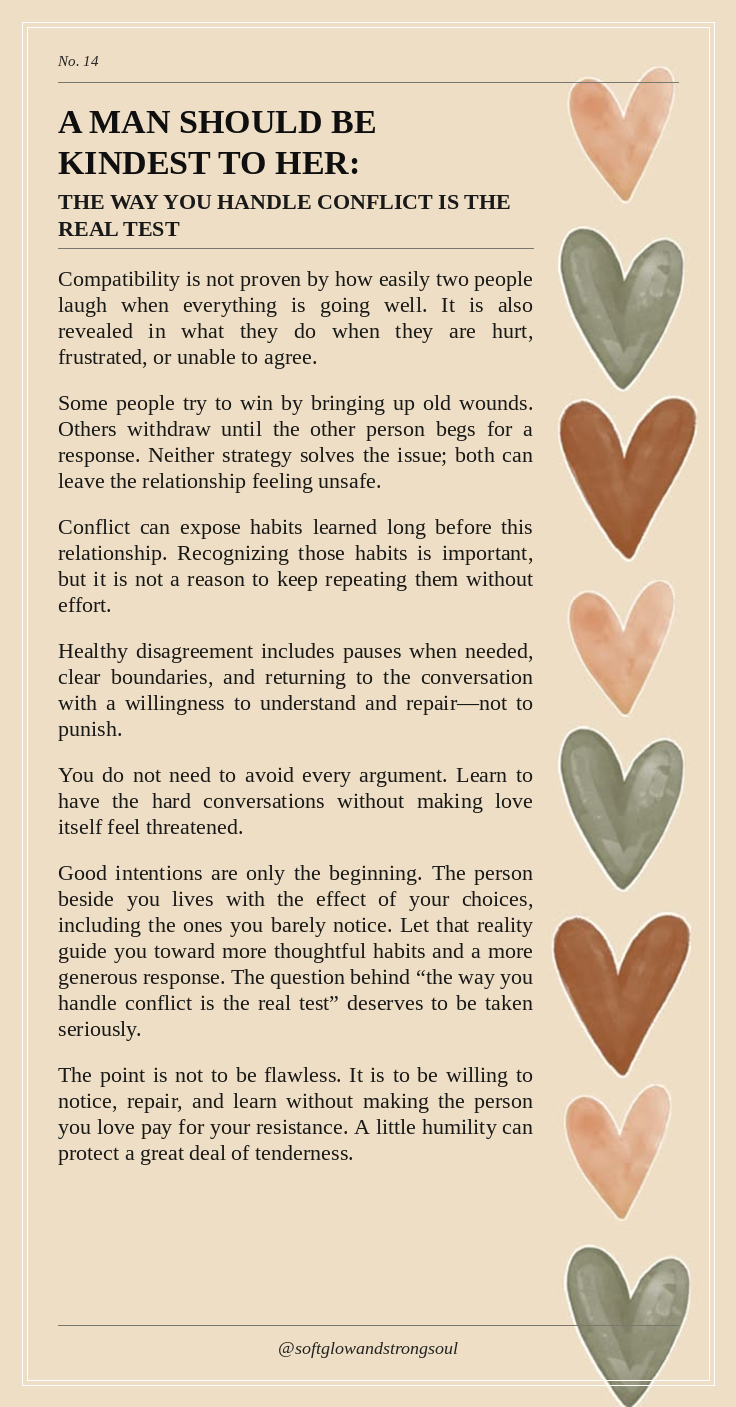 No. 14
A MAN SHOULD BE
KINDEST TO HER:
THE WAY YOU HANDLE CONFLICT IS THE
REAL TEST
Compatibility is not proven by how easily two people
laugh when everything is going well. It is also
revealed in what they do when they are hurt,
frustrated, or unable to agree.
Some people try to win by bringing up old wounds.
Others withdraw until the other person begs for a
response. Neither strategy solves the issue; both can
leave the relationship feeling unsafe.
Conflict can expose habits learned long before this
relationship. Recognizing those habits is important,
but it is not a reason to keep repeating them without
effort.
Healthy disagreement includes pauses when needed,
clear boundaries, and returning to the conversation
with a willingness to understand and repair—not to
punish.
You do not need to avoid every argument. Learn to
have the hard conversations without making love
itself feel threatened.
Good intentions are only the beginning. The person
beside you lives with the effect of your choices,
including the ones you barely notice. Let that reality
guide you toward more thoughtful habits and a more
generous response. The question behind “the way you
handle conflict is the real test” deserves to be taken
seriously.
The point is not to be flawless. It is to be willing to
notice, repair, and learn without making the person
you love pay for your resistance. A little humility can
protect a great deal of tenderness.
@softglowandstrongsoul